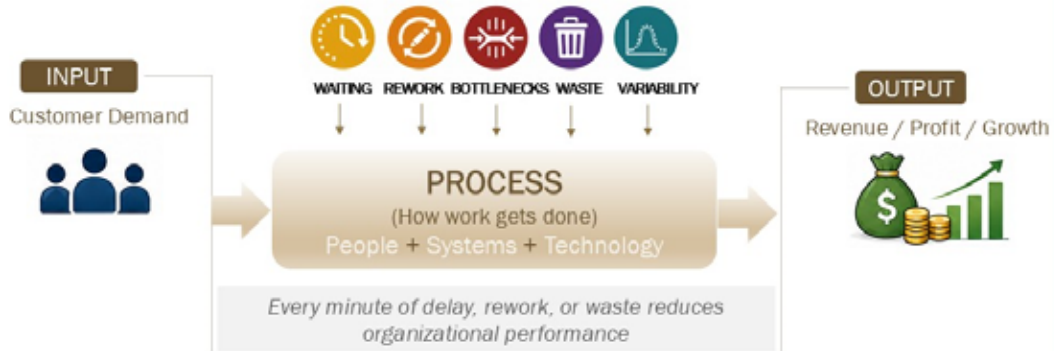 INPUT
Customer Demand
WAITING REWORK BOTTLENECKS WASTE VARIABILITY
PROCESS
(How work gets done)
People + Systems + Technology
Every minute of delay, rework, or waste reduces
organizational performance
OUTPUT
Revenue / Profit / Growth
$